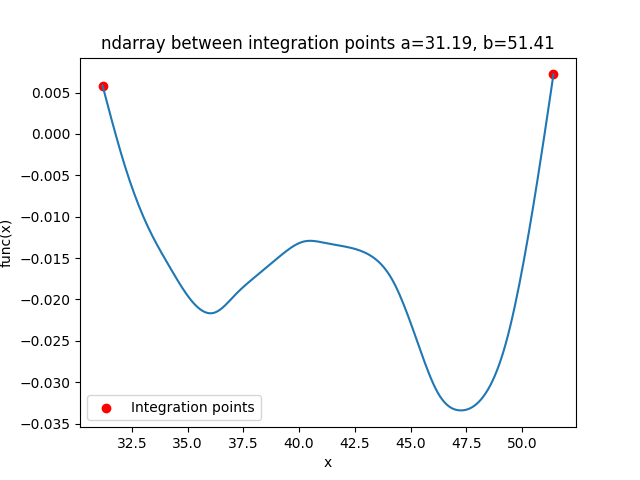 ndarray between integration points a=31.19, b=51.41
0.005
0.000
−0.005
−0.010
−0.015
−0.020
−0.025
−0.030
−0.035
func(x)
Integration points
32.5 35.0 37.5 40.0 42.5 45.0 47.5 50.0
x